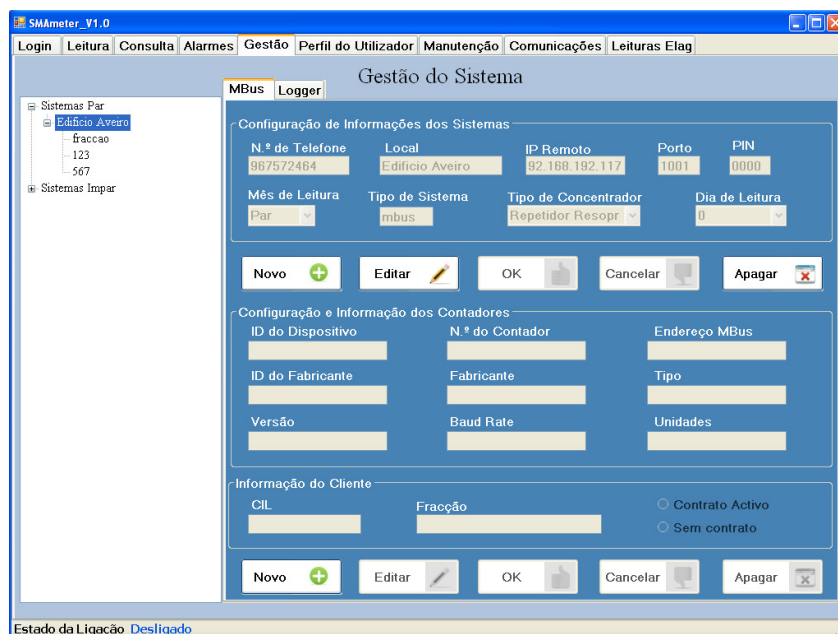 SMAmeter_V1.0
Login Leitura Consulta Alarmes Gestão Perfil do Utilizador Manutenção Comunicações Leituras Elag
Gestão do Sistema
MBus Logger
Sistemas Par
Edificio Aveiro
fraccao
123
567
Sistemas Impar
Configuração de Informações dos Sistemas
N.º de Telefone Local IP Remoto Porto PIN
967572464 Edificio Aveiro 92.168.192.117 1001 0000
Mês de Leitura Tipo de Sistema Tipo de Concentrador Dia de Leitura
Par mbus Repetidor Resopr 0
Novo Editar OK Cancelar Apagar
Configuração e Informação dos Contadores
ID do Dispositivo N.º do Contador Endereço MBus
ID do Fabricante Fabricante Tipo
Versão Baud Rate Unidades
Informação do Cliente
CIL Fracção Contrato Activo
Sem contrato
Novo Editar OK Cancelar Apagar
Estado da Ligação Desligado